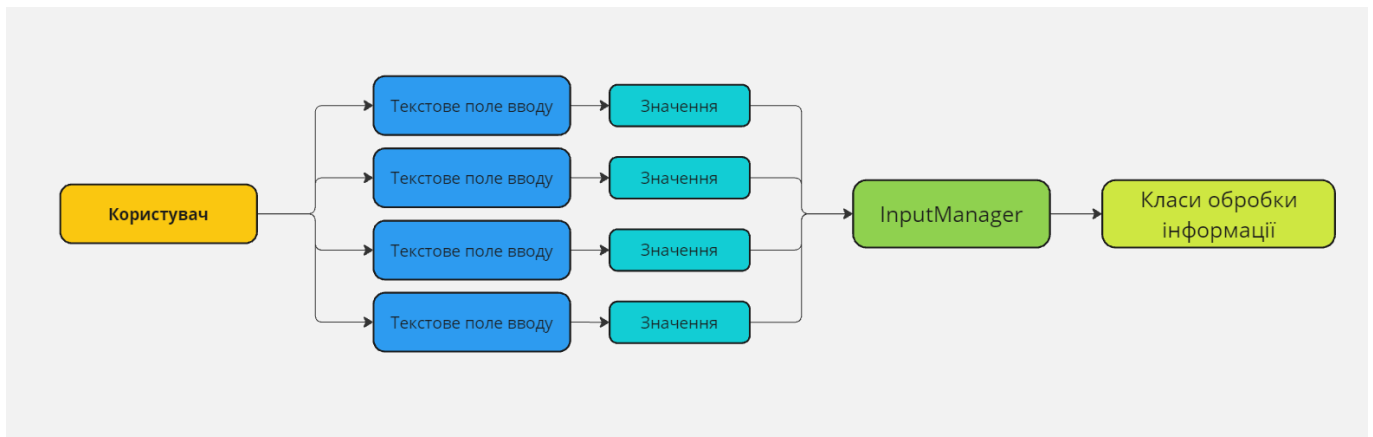 Текстове поле вводу
Значення
Текстове поле вводу
Значення
Користувач
InputManager
Класи обробки
інформації
Текстове поле вводу
Значення
Текстове поле вводу
Значення